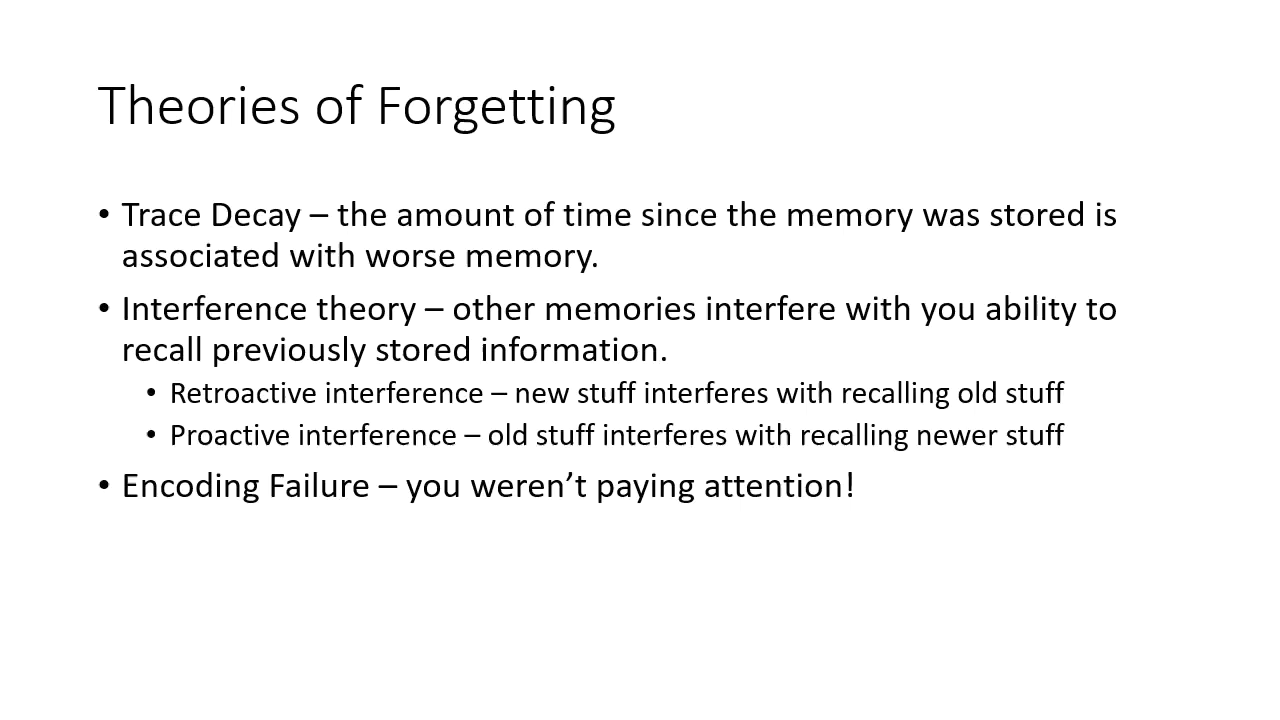 Theories of Forgetting
• Trace Decay – the amount of time since the memory was stored is
associated with worse memory.
• Interference theory – other memories interfere with you ability to
recall previously stored information.
• Retroactive interference – new stuff interferes with recalling old stuff
• Proactive interference – old stuff interferes with recalling newer stuff
• Encoding Failure – you weren’t paying attention!